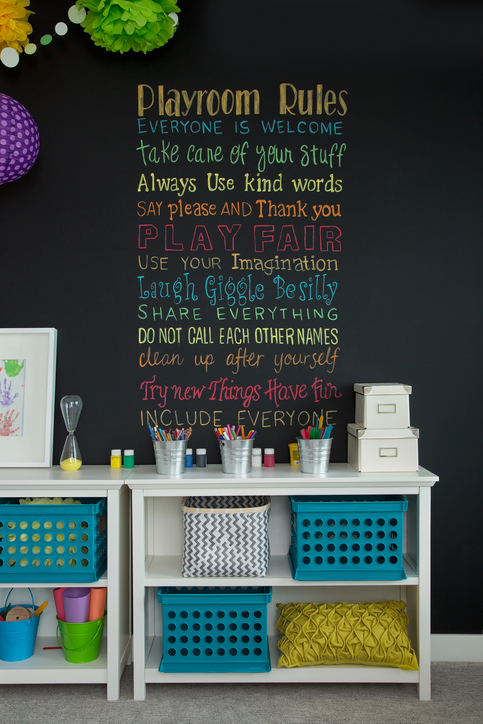 Playroom Rules
EVERYONE IS WELCOME
take care of your stuff
Always Use kind words
SAY please AND Thank you
PLAY FAIR
USE YOUR Imagination
Laugh Giggle Be silly
SHARE EVERYTHING
DO NOT CALL EACH OTHER NAMES
clean up after yourself
Try new Things Have fun
INCLUDE EVERYONE